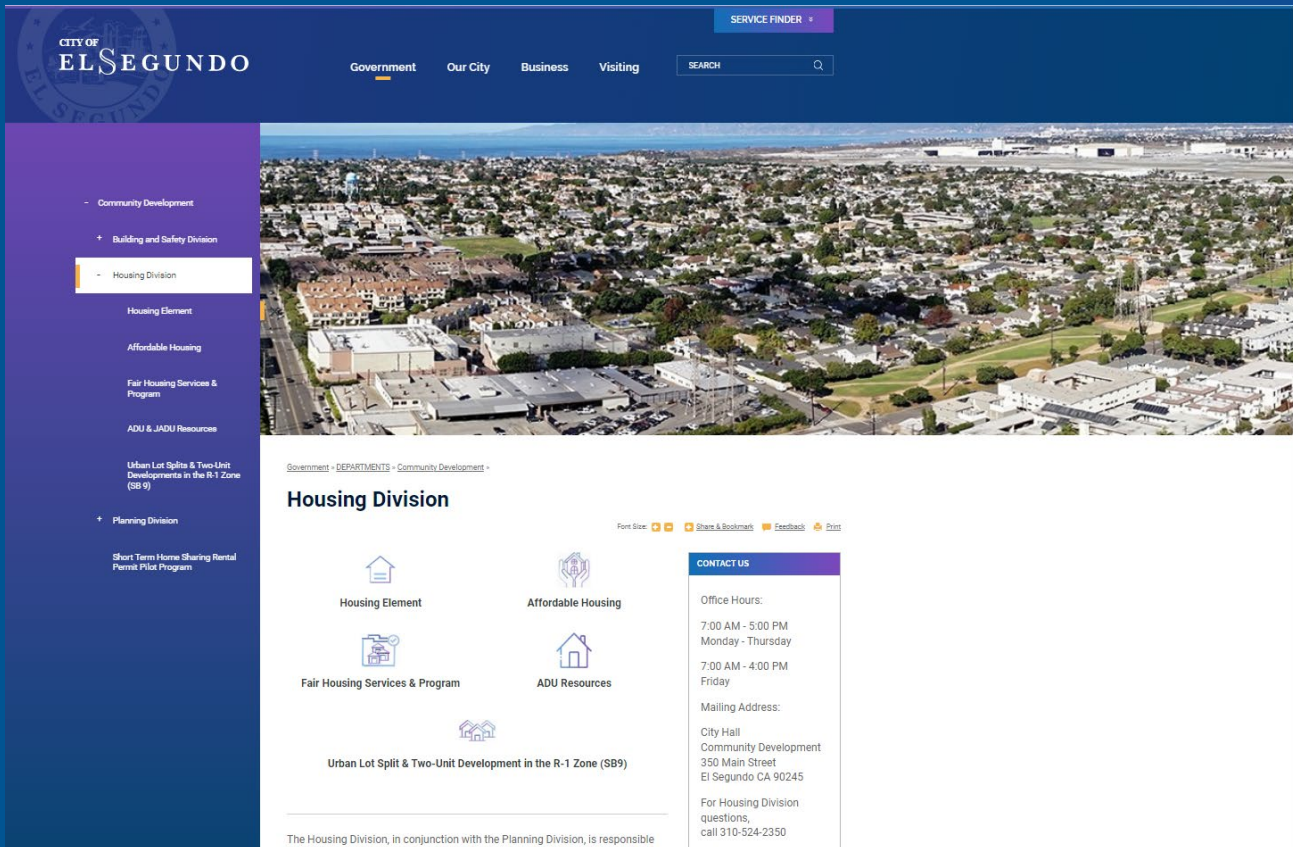 SERVICE FINDER
CITY OF
EL SEGUNDO
Government Our City Business Visiting
SEARCH
EL SEGUNDO
- Community Development
+ Building and Safety Division
- Housing Division
Housing Element
Affordable Housing
Fair Housing Services &
Program
ADU & JADU Resources
Urban Lot Splits & Two-Unit
Developments in the R-1 Zone
(SB 9)
+ Planning Division
Short Term Home Sharing Rental
Permit Pilot Program
Government » DEPARTMENTS » Community Development »
Housing Division
Font Size: + - + Share & Bookmark Feedback Print
Housing Element
Affordable Housing
Fair Housing Services & Program
ADU Resources
Urban Lot Split & Two-Unit Development in the R-1 Zone (SB9)
The Housing Division, in conjunction with the Planning Division, is responsible
CONTACT US
Office Hours:
7:00 AM - 5:00 PM
Monday - Thursday
7:00 AM - 4:00 PM
Friday
Mailing Address:
City Hall
Community Development
350 Main Street
El Segundo CA 90245
For Housing Division
questions,
call 310-524-2350